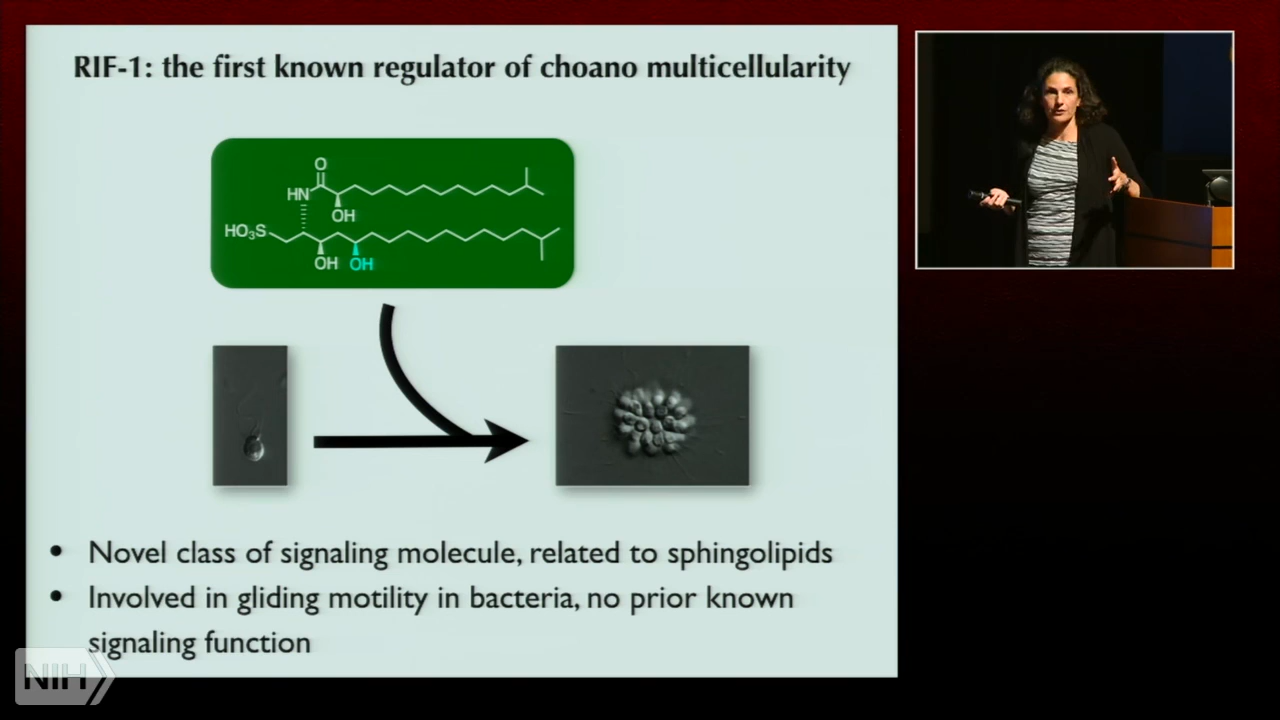 RIF-1: the first known regulator of choano multicellularity
O
HN
OH
HO₃S
OH OH
• Novel class of signaling molecule, related to sphingolipids
• Involved in gliding motility in bacteria, no prior known
signaling function
NIH